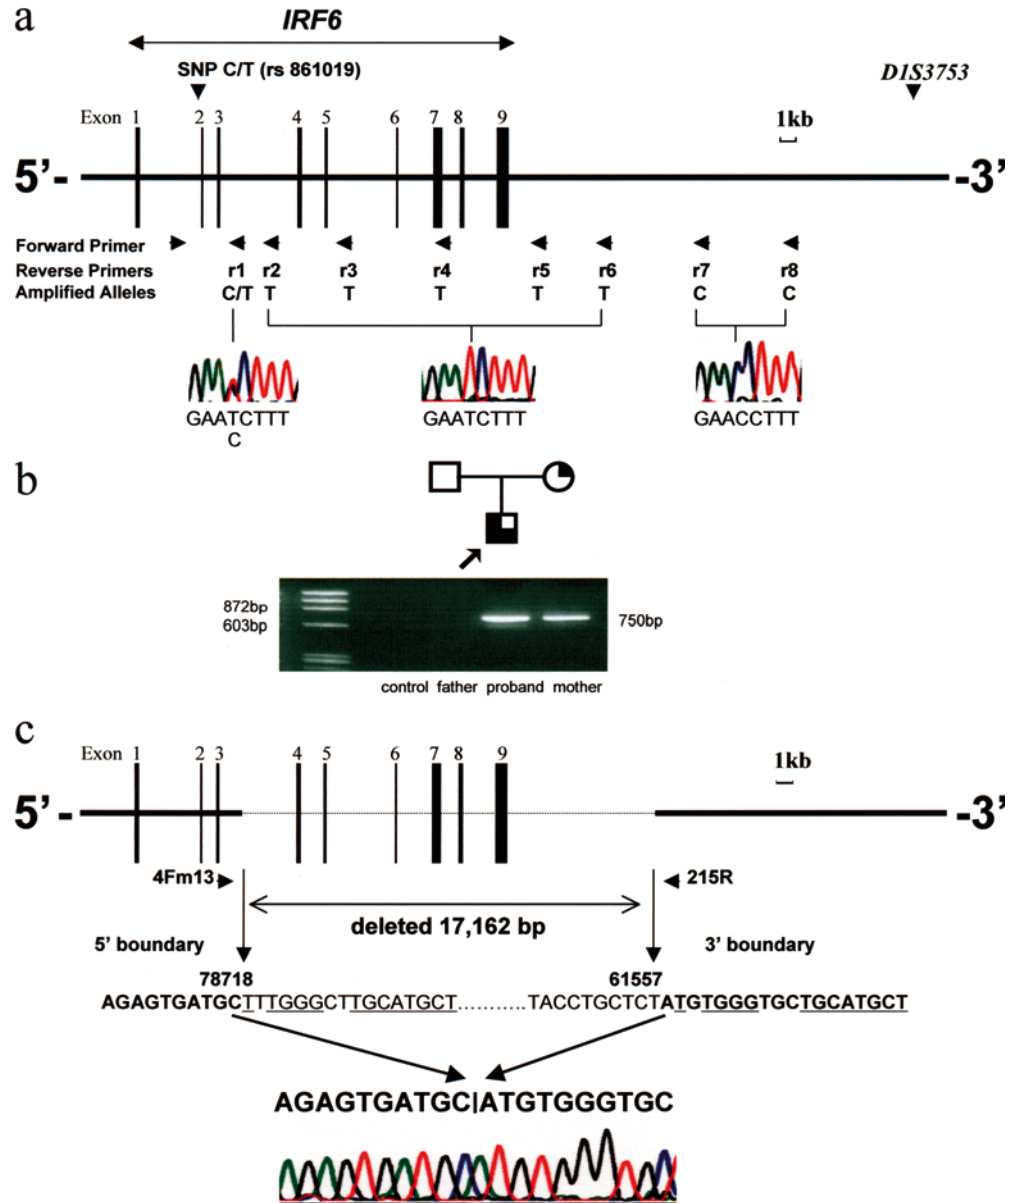 a
IRF6
SNP C/T (rs 861019)
D1S3753
Exon 1 2 3 4 5 6 7 8 9
1kb
5’- -3’
Forward Primer
Reverse Primers r1 r2 r3 r4 r5 r6 r7 r8
Amplified Alleles C/T T T T T T C C
GAATCTTT GAATCTTT GAACCTTT
C
b
872bp
603bp
750bp
control father proband mother
c
Exon 1 2 3 4 5 6 7 8 9
1kb
5’- -3’
4Fm13 215R
deleted 17,162 bp
5’ boundary 3’ boundary
78718 61557
AGAGTGATGCTTTGGGCTTGCATGCT...........TACCTGCTCTATGTGGGTGCTGCATGCT
AGAGTGATGC|ATGTGGGTGC